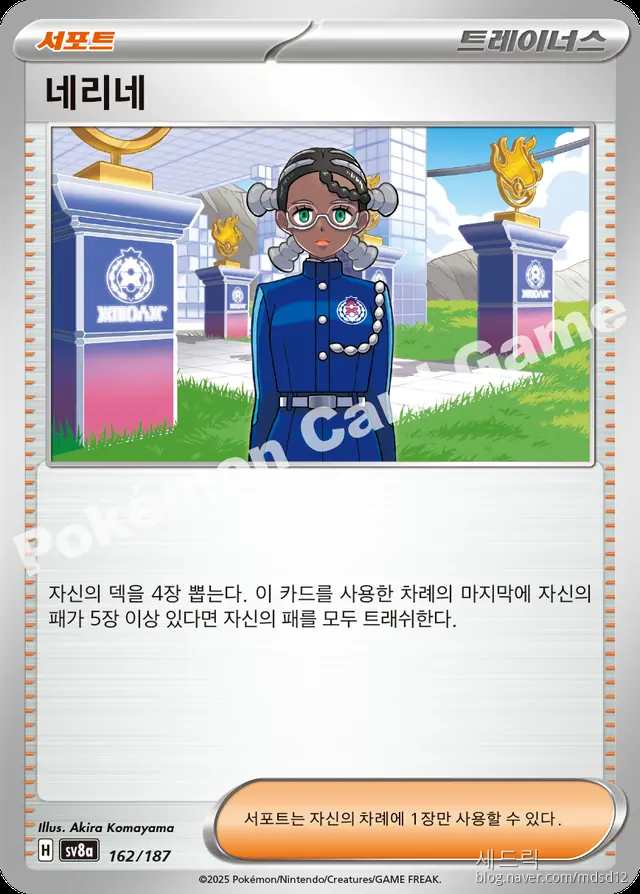 서포트
트레이너스
네리네
Pokémon Card Game
자신의 덱을 4장 뽑는다. 이 카드를 사용한 차례의 마지막에 자신의
패가 5장 이상 있다면 자신의 패를 모두 트래쉬한다.
서포트는 자신의 차례에 1장만 사용할 수 있다.
Illus. Akira Komayama
H sv8a 162/187
©2025 Pokémon/Nintendo/Creatures/GAME FREAK.
세드릭
blog.naver.com/mdsd12